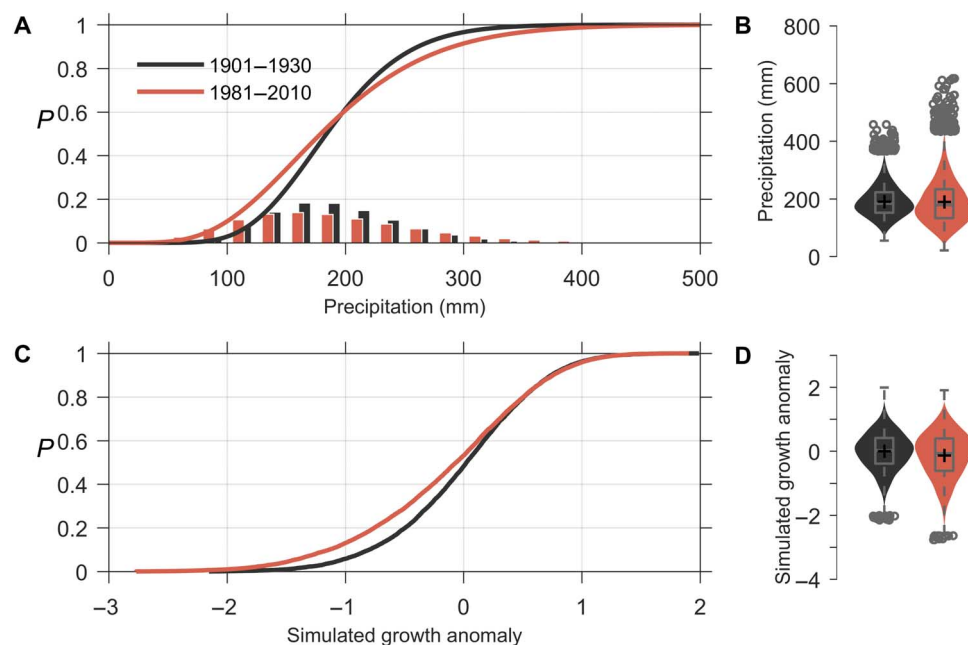 A
1
0.8
0.6
P
0.4
0.2
0
1901–1930
1981–2010
0 100 200 300 400 500
Precipitation (mm)
B
800
600
400
200
0
Precipitation (mm)
C
1
0.8
0.6
P
0.4
0.2
0
–3 –2 –1 0 1 2
Simulated growth anomaly
D
2
0
–2
–4
Simulated growth anomaly